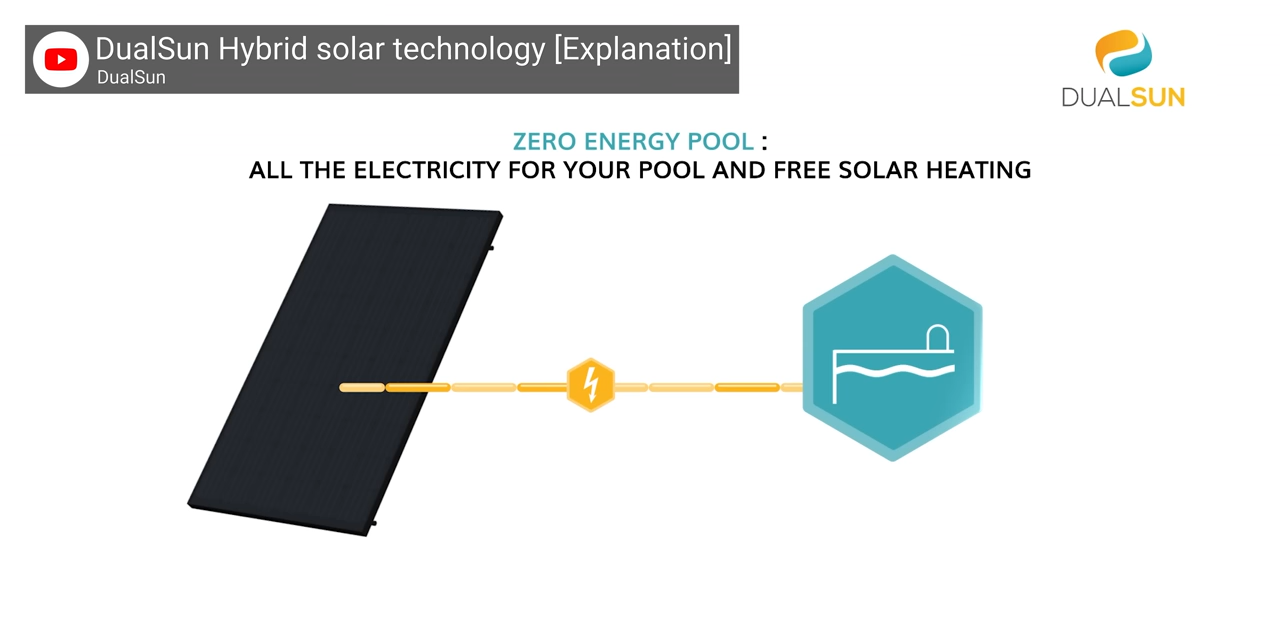 DualSun Hybrid solar technology [Explanation]
DualSun
DUALSUN
ZERO ENERGY POOL :
ALL THE ELECTRICITY FOR YOUR POOL AND FREE SOLAR HEATING